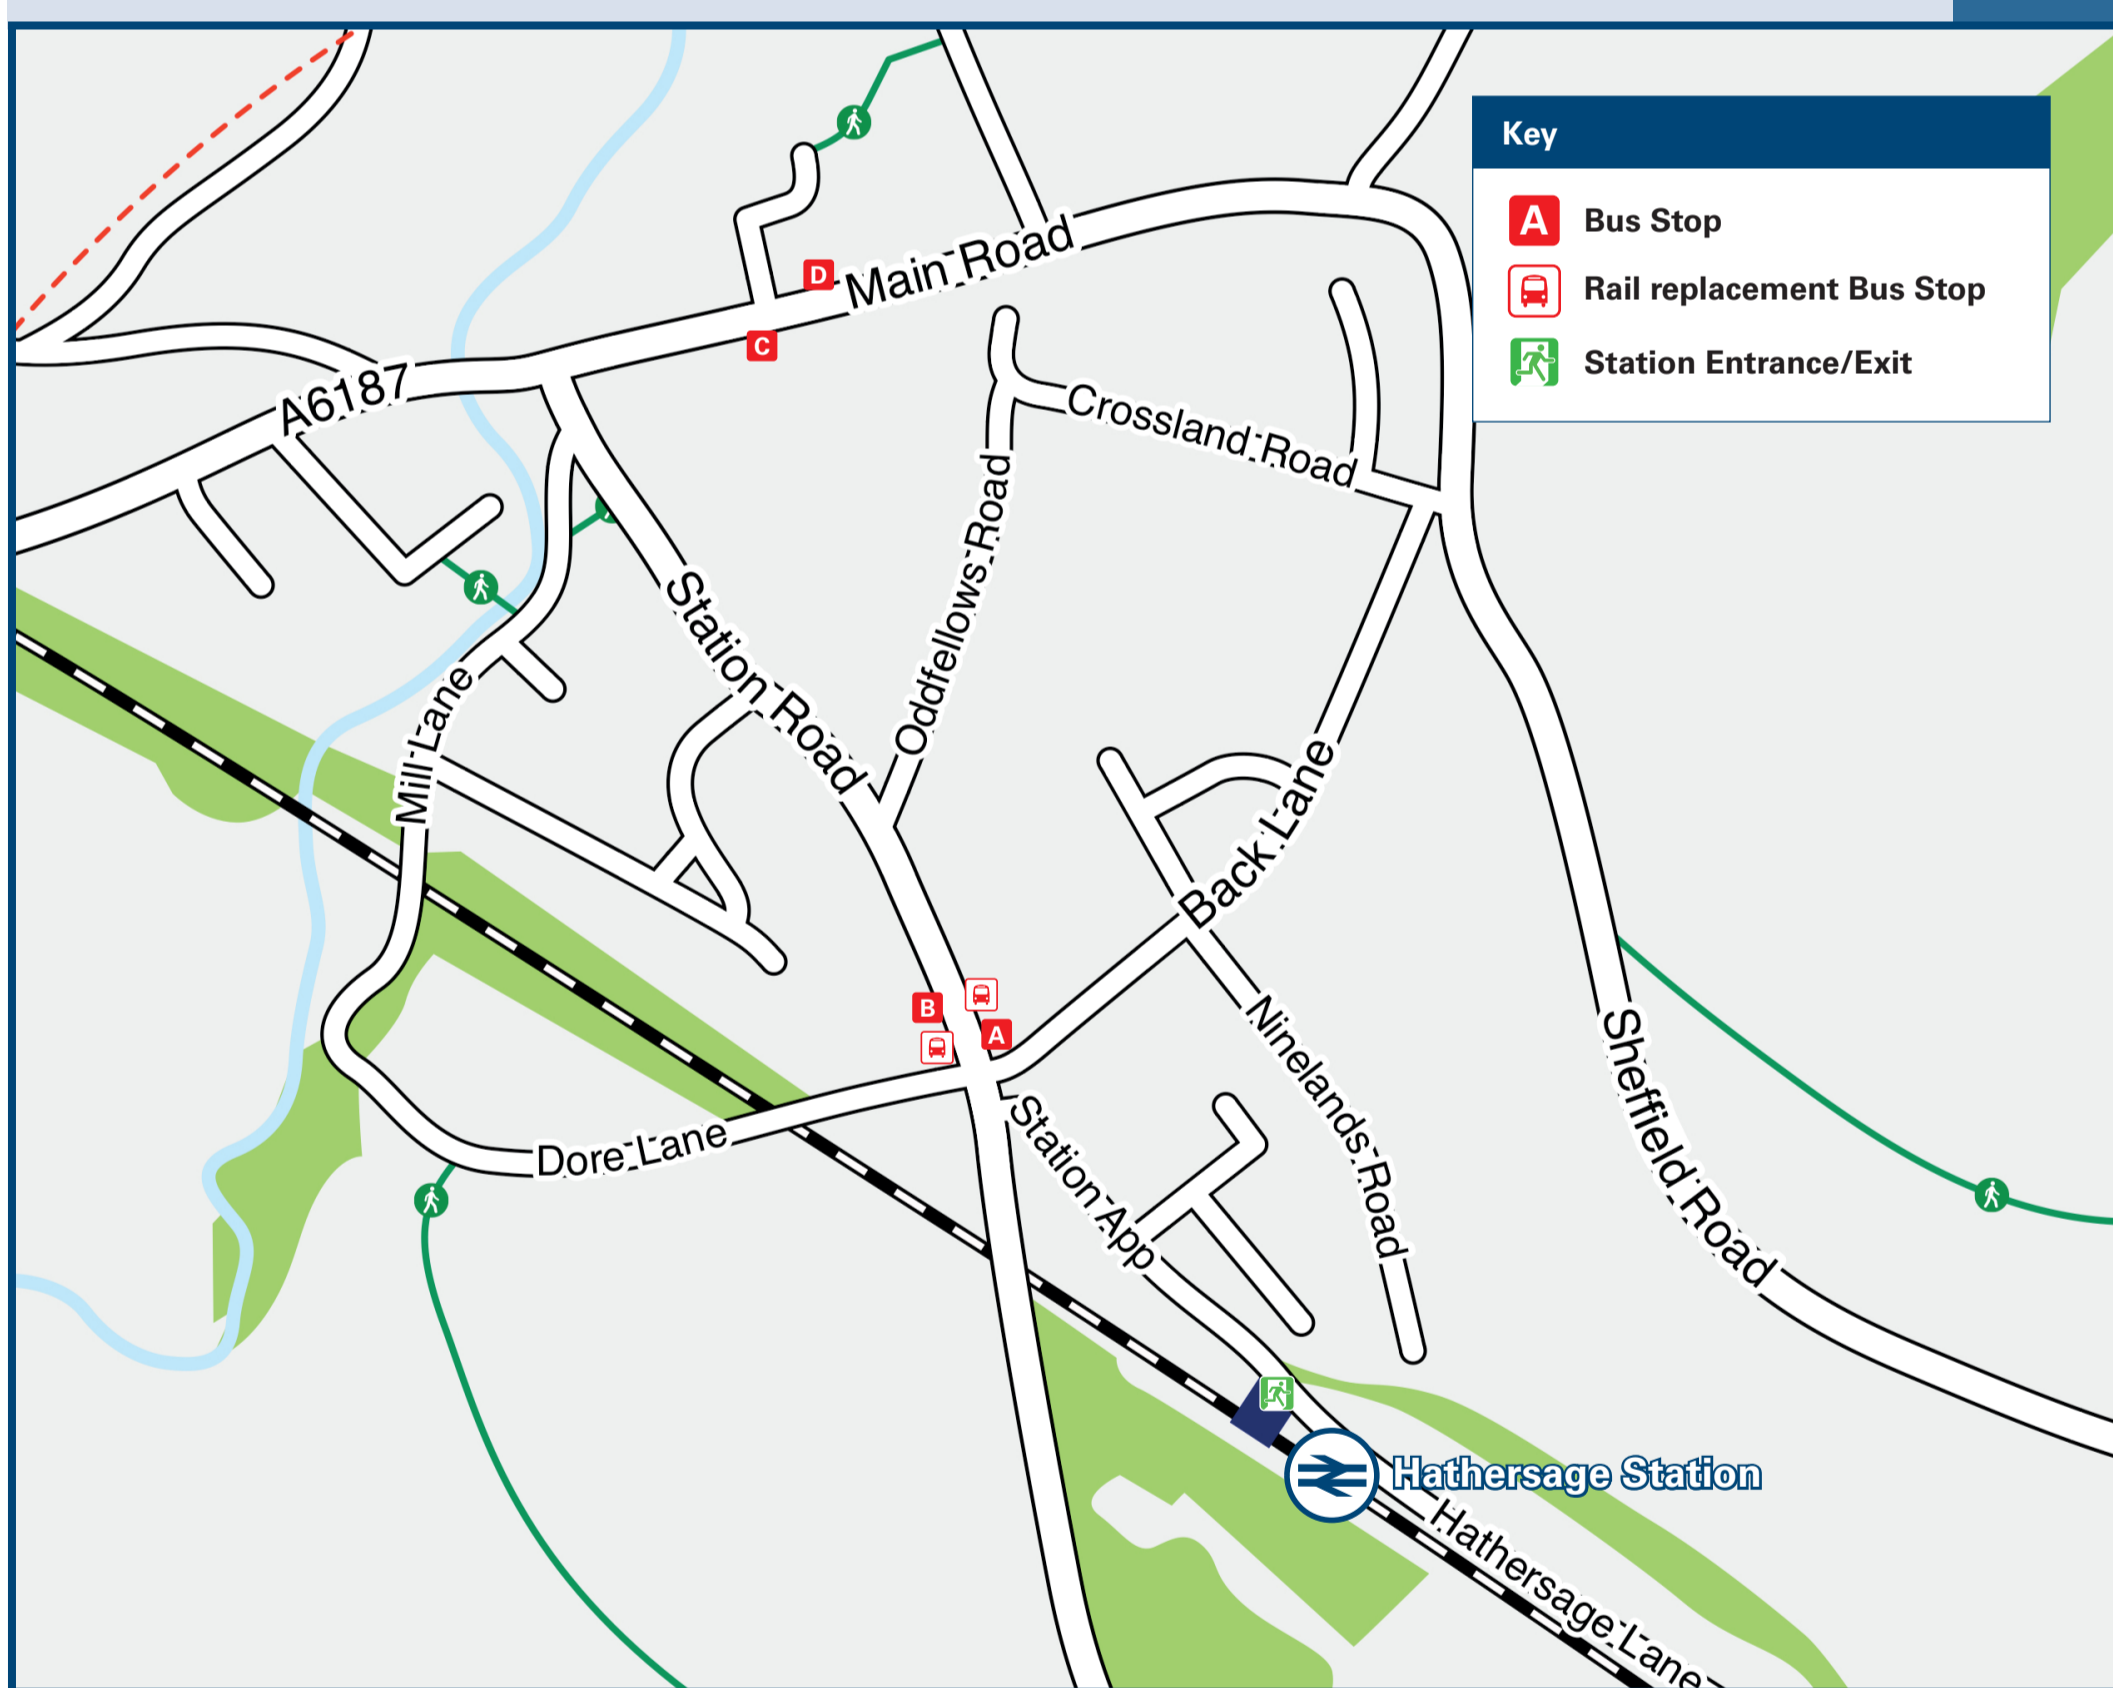 Key
A Bus Stop
Rail replacement Bus Stop
Station Entrance/Exit
D
Main Road
C
A6187
Crossland Road
Oddfellows Road
Station Road
Mill Lane
Back Lane
B
A
Ninelands Road
Sheffield Road
Station App
Dore Lane
Hathersage Station
Hathersage Lane